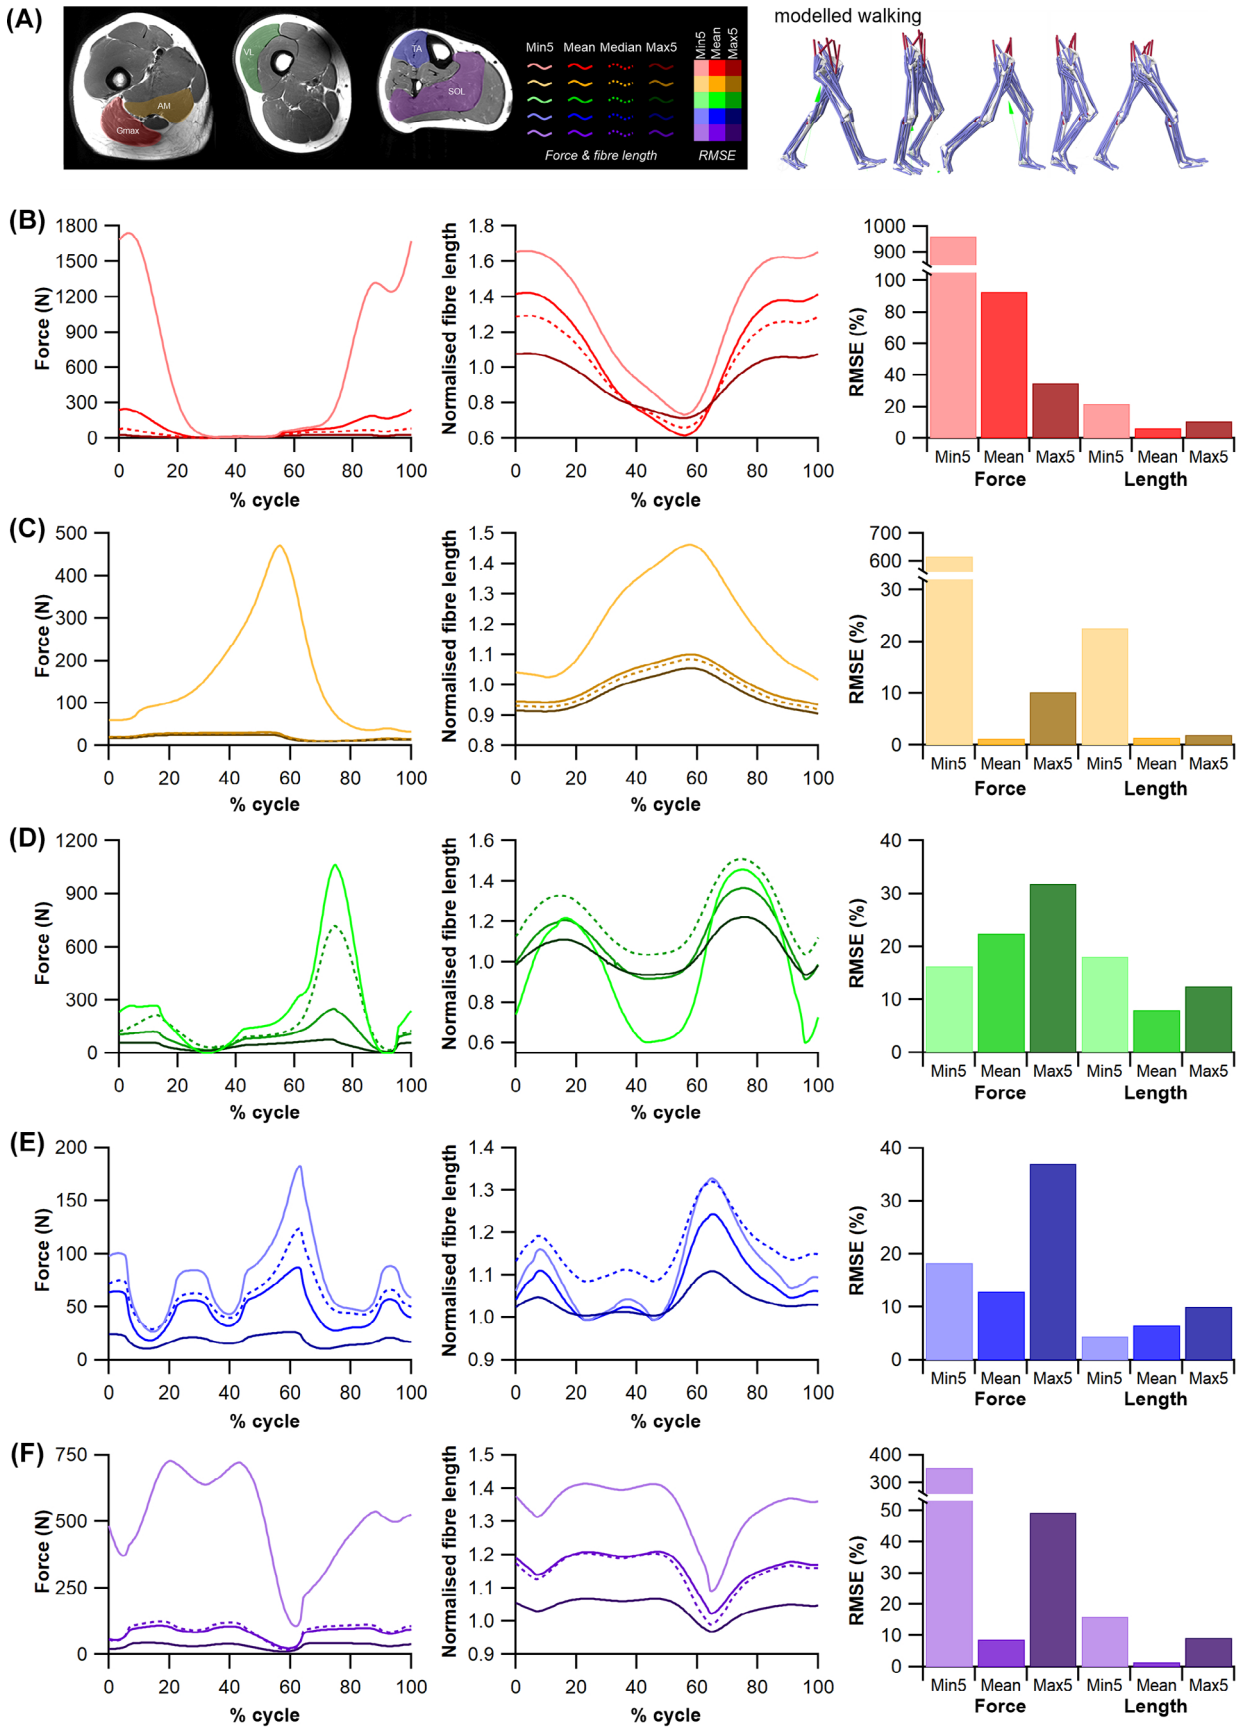 (A)
Gmax
AM
VL
TA
SOL
Min5 Mean Median Max5
Min5
Mean
Max5
Force & fibre length
RMSE
modelled walking
(B)
Force (N)
1800
1500
1200
900
600
300
0
0 20 40 60 80 100
% cycle
Normalised fibre length
1.8
1.6
1.4
1.2
1.0
0.8
0.6
0 20 40 60 80 100
% cycle
RMSE (%)
1000
900
100
80
60
40
20
0
Min5 Mean Max5 Min5 Mean Max5
Force Length
(C)
Force (N)
500
400
300
200
100
0
0 20 40 60 80 100
% cycle
Normalised fibre length
1.5
1.4
1.3
1.2
1.1
1.0
0.9
0.8
0 20 40 60 80 100
% cycle
RMSE (%)
700
600
30
20
10
0
Min5 Mean Max5 Min5 Mean Max5
Force Length
(D)
Force (N)
1200
900
600
300
0
0 20 40 60 80 100
% cycle
Normalised fibre length
1.6
1.4
1.2
1.0
0.8
0.6
0 20 40 60 80 100
% cycle
RMSE (%)
40
30
20
10
0
Min5 Mean Max5 Min5 Mean Max5
Force Length
(E)
Force (N)
200
150
100
50
0
0 20 40 60 80 100
% cycle
Normalised fibre length
1.4
1.3
1.2
1.1
1.0
0.9
0 20 40 60 80 100
% cycle
RMSE (%)
40
30
20
10
0
Min5 Mean Max5 Min5 Mean Max5
Force Length
(F)
Force (N)
750
500
250
0
0 20 40 60 80 100
% cycle
Normalised fibre length
1.5
1.4
1.3
1.2
1.1
1.0
0.9
0 20 40 60 80 100
% cycle
RMSE (%)
400
300
50
40
30
20
10
0
Min5 Mean Max5 Min5 Mean Max5
Force Length